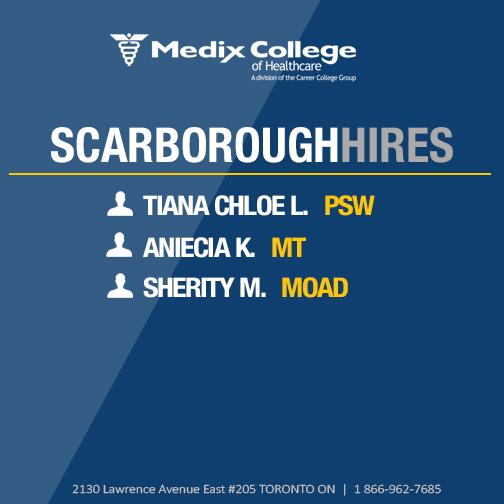 Medix College
of Healthcare
A division of the Career College Group
SCARBOROUGHHIRES
TIANA CHLOE L. PSW
ANIECIA K. MT
SHERITY M. MOAD
2130 Lawrence Avenue East #205 TORONTO ON | 1 866-962-7685